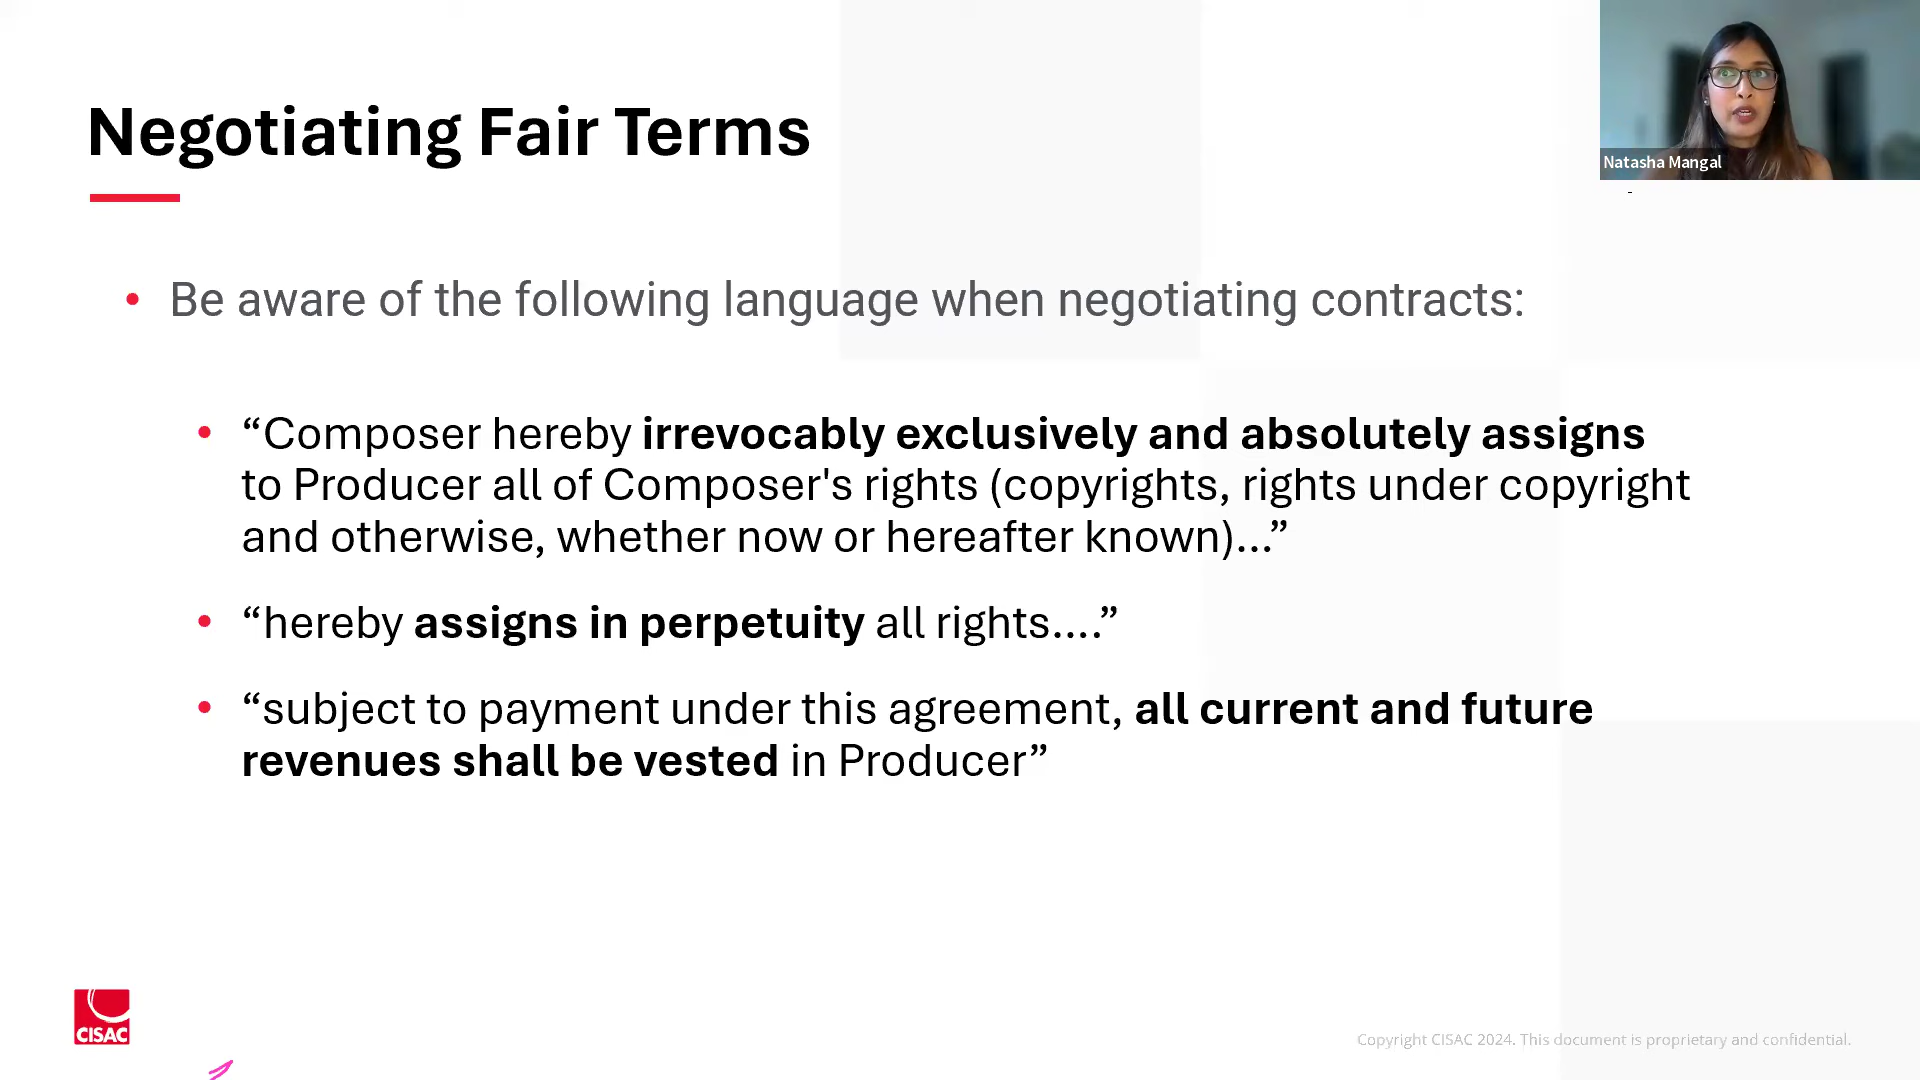 Negotiating Fair Terms
Natasha Mangal
• Be aware of the following language when negotiating contracts:
• “Composer hereby irrevocably exclusively and absolutely assigns
to Producer all of Composer's rights (copyrights, rights under copyright
and otherwise, whether now or hereafter known)...”
• “hereby assigns in perpetuity all rights....”
• “subject to payment under this agreement, all current and future
revenues shall be vested in Producer”
CISAC
Copyright CISAC 2024. This document is proprietary and confidential.